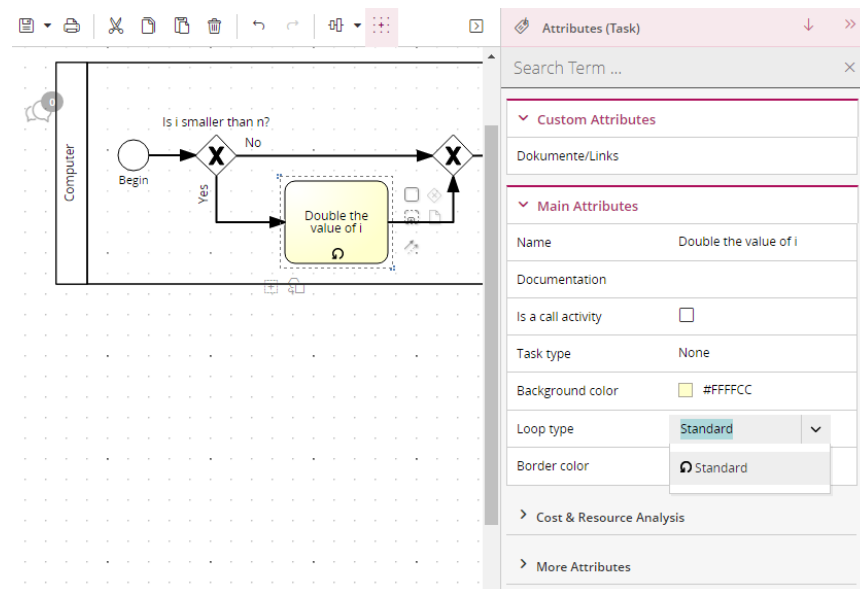 Attributes (Task)
Search Term ...
0
Computer
Is i smaller than n?
No
Begin
Yes
Double the
value of i
Custom Attributes
Dokumente/Links
Main Attributes
Name Double the value of i
Documentation
Is a call activity
Task type None
Background color #FFFFCC
Loop type Standard
Standard
Border color
Cost & Resource Analysis
More Attributes